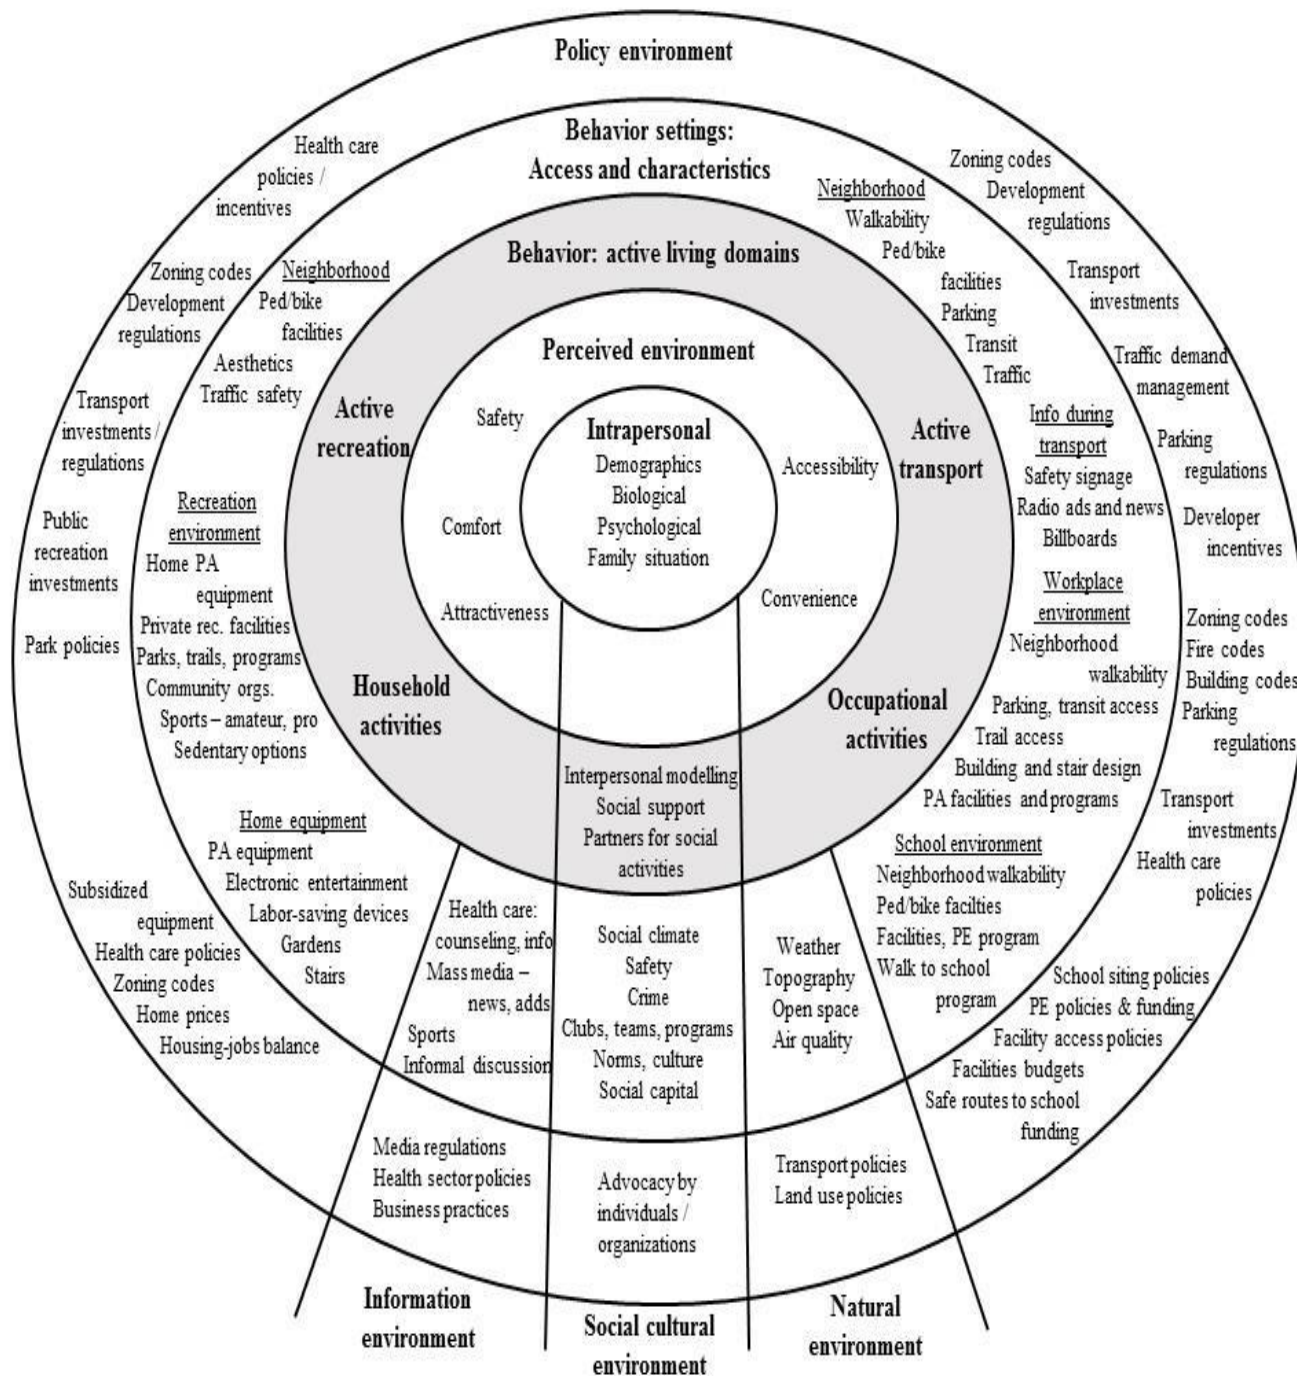 Policy environment
Health care
policies /
incentives
Zoning codes
Development
regulations
Transport
investments /
regulations
Public
recreation
investments
Park policies
Subsidized
equipment
Health care policies
Zoning codes
Home prices
Housing-jobs balance
Zoning codes
Development
regulations
Transport
investments
Traffic demand
management
Parking
regulations
Developer
incentives
Zoning codes
Fire codes
Building codes
Parking
regulations
Transport
investments
Health care
policies
School siting policies
PE policies & funding
Facility access policies
Facilities budgets
Safe routes to school
funding
Behavior settings:
Access and characteristics
Neighborhood
Ped/bike
facilities
Aesthetics
Traffic safety
Recreation
environment
Home PA
equipment
Private rec. facilities
Parks, trails, programs
Community orgs.
Sports – amateur, pro
Sedentary options
Home equipment
PA equipment
Electronic entertainment
Labor-saving devices
Gardens
Stairs
Neighborhood
Walkability
Ped/bike
facilities
Parking
Transit
Traffic
Info during
transport
Safety signage
Radio ads and news
Billboards
Workplace
environment
Neighborhood
walkability
Parking, transit access
Trail access
Building and stair design
PA facilities and programs
School environment
Neighborhood walkability
Ped/bike facilties
Facilities, PE program
Walk to school
program
Behavior: active living domains
Active
recreation
Active
transport
Household
activities
Occupational
activities
Perceived environment
Safety
Comfort
Attractiveness
Accessibility
Convenience
Intrapersonal
Demographics
Biological
Psychological
Family situation
Interpersonal modelling
Social support
Partners for social
activities
Health care:
counseling, info
Mass media –
news, adds
Sports
Informal discussion
Social climate
Safety
Crime
Clubs, teams, programs
Norms, culture
Social capital
Weather
Topography
Open space
Air quality
Media regulations
Health sector policies
Business practices
Advocacy by
individuals /
organizations
Transport policies
Land use policies
Information
environment
Social cultural
environment
Natural
environment